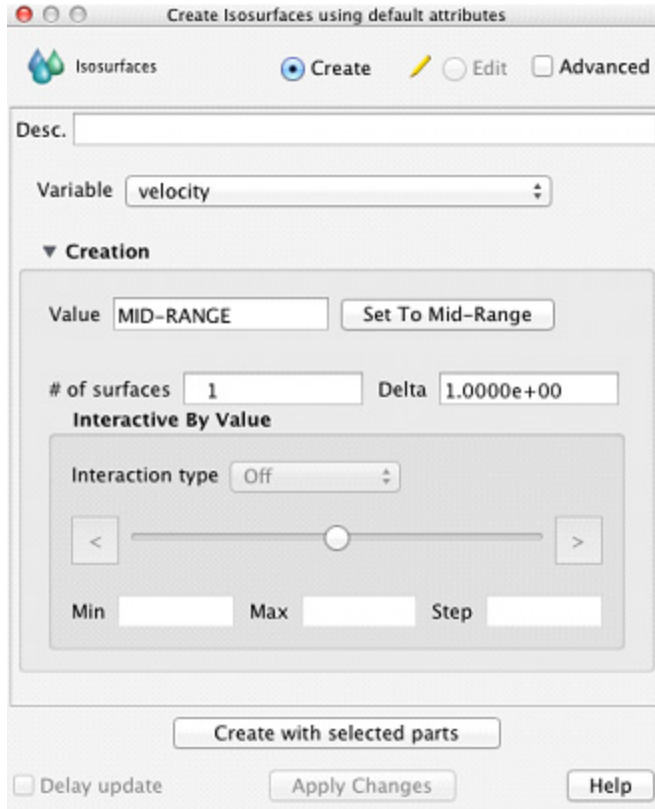 Create Isosurfaces using default attributes
Isosurfaces Create Edit Advanced
Desc.
Variable velocity
Creation
Value MID-RANGE Set To Mid-Range
# of surfaces 1 Delta 1.0000e+00
Interactive By Value
Interaction type Off
< >
Min Max Step
Create with selected parts
Delay update Apply Changes Help